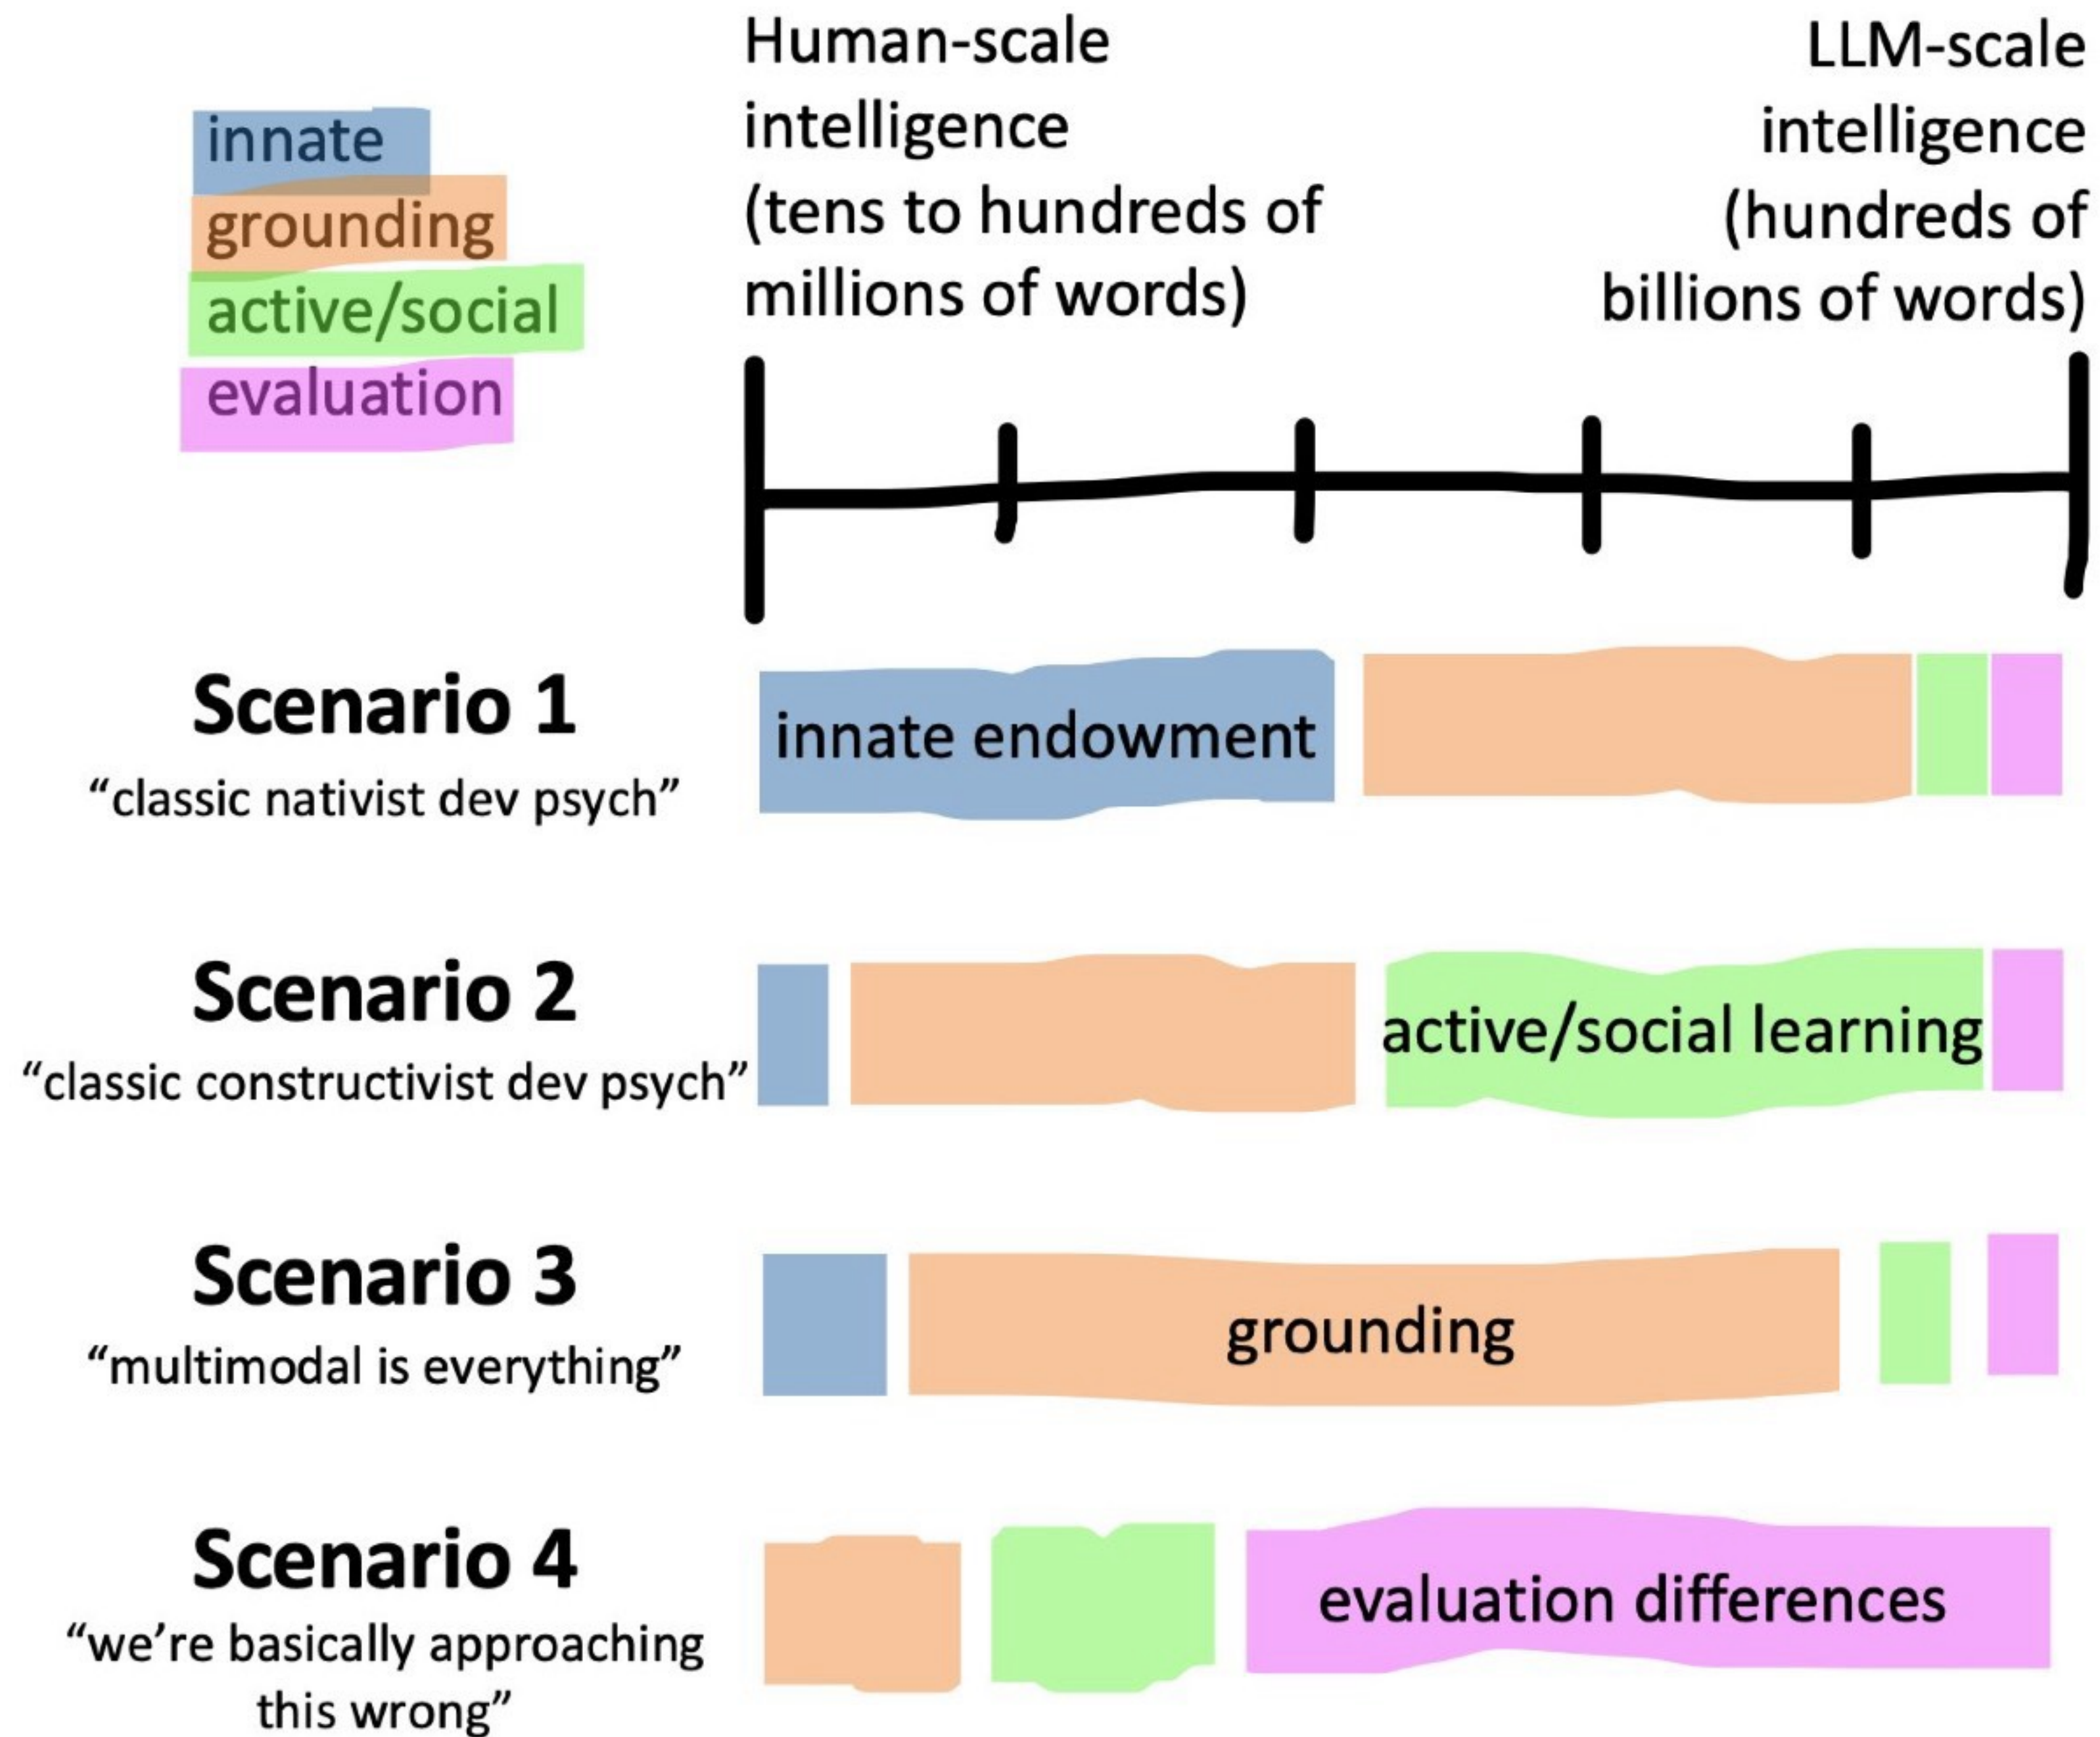 innate
grounding
active/social
evaluation
Human-scale
intelligence
(tens to hundreds of
millions of words)
LLM-scale
intelligence
(hundreds of
billions of words)
Scenario 1
“classic nativist dev psych”
innate endowment
Scenario 2
“classic constructivist dev psych”
active/social learning
Scenario 3
“multimodal is everything”
grounding
Scenario 4
“we’re basically approaching
this wrong”
evaluation differences